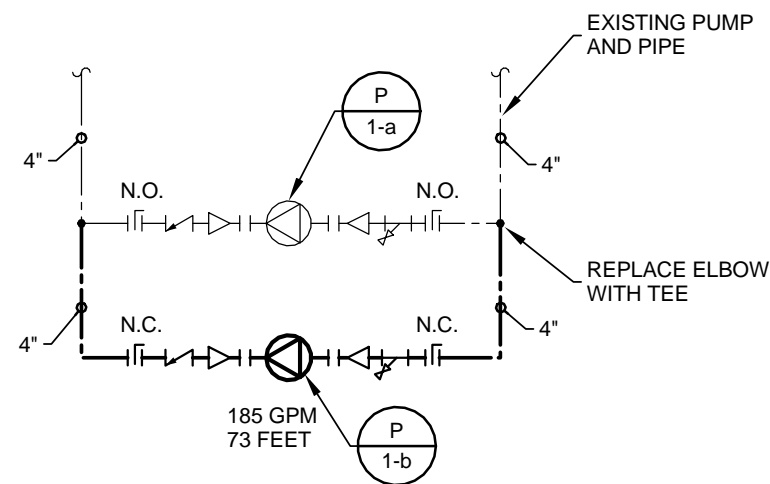 EXISTING PUMP
AND PIPE
P
1-a
4"
4"
N.O.
N.O.
REPLACE ELBOW
WITH TEE
4"
N.C.
N.C.
4"
185 GPM
73 FEET
P
1-b